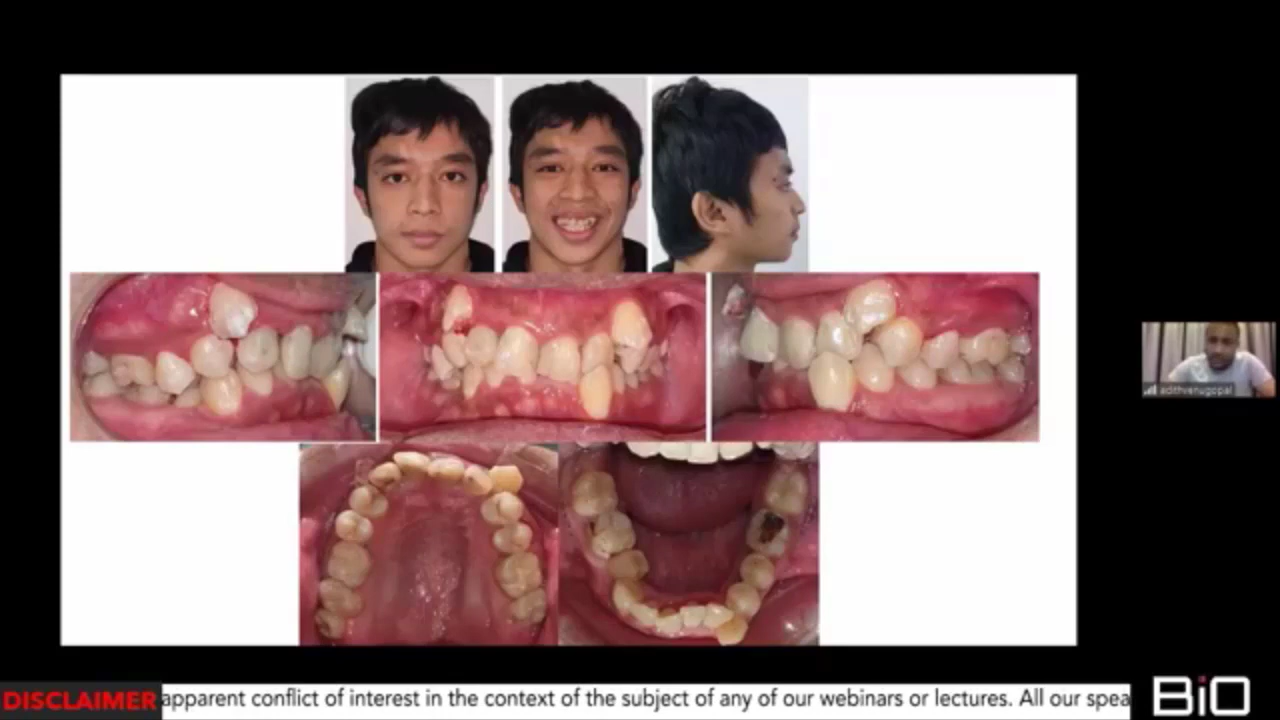 adithvenugopal
DISCLAIMER apparent conflict of interest in the context of the subject of any of our webinars or lectures. All our spea
BiO